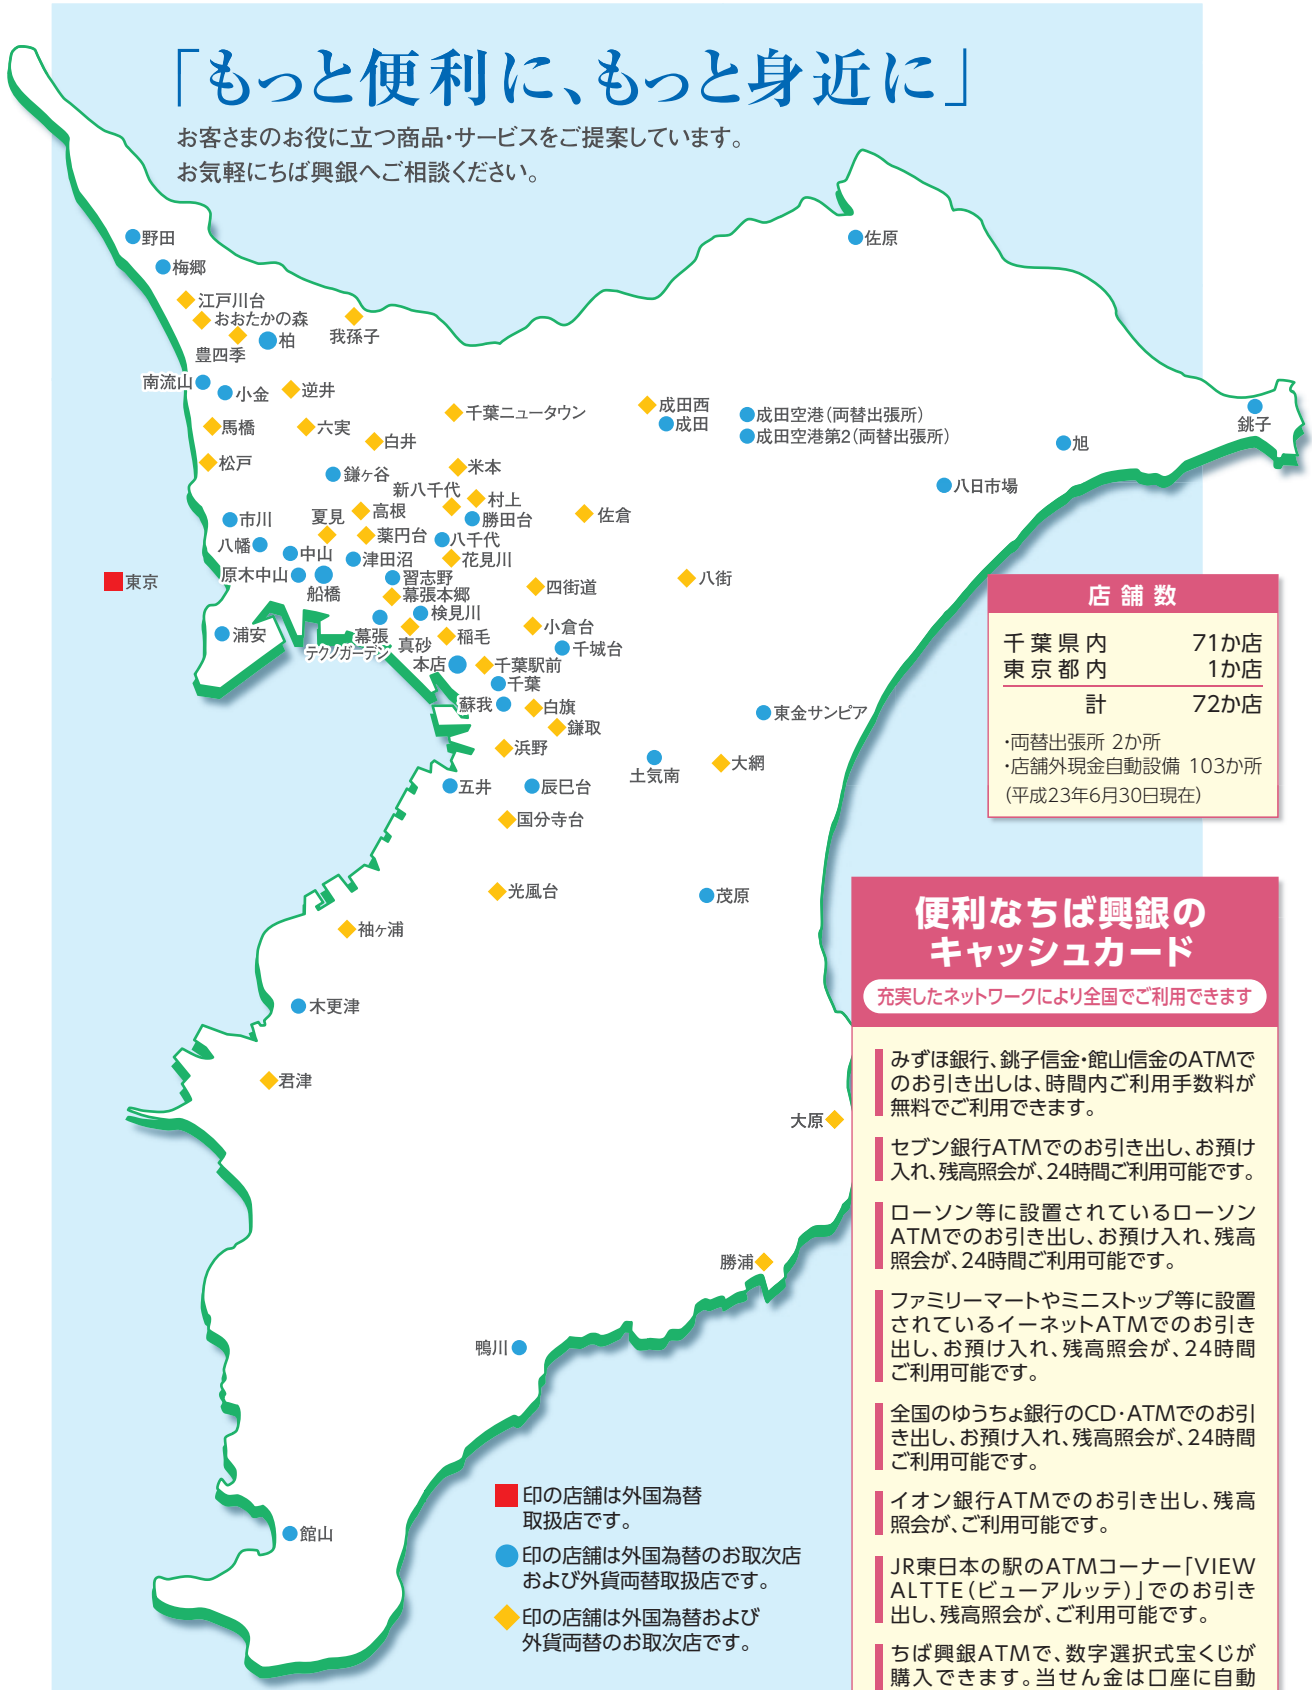 「もっと便利に、もっと身近に」
お客さまのお役に立つ商品・サービスをご提案しています。
お気軽にちば興銀へご相談ください。
野田
佐原
梅郷
江戸川台
おおたかの森
我孫子
柏
豊四季
南流山
小金
逆井
千葉ニュータウン
成田西
成田
成田空港(両替出張所)
成田空港第2(両替出張所)
銚子
旭
馬橋
六実
白井
松戸
鎌ヶ谷
米本
八日市場
新八千代
村上
高根
夏見
勝田台
佐倉
市川
薬円台
八千代
八幡
中山
津田沼
花見川
東京
原木中山
船橋
習志野
四街道
八街
幕張本郷
検見川
浦安
幕張
テクノガーデン
真砂
稲毛
小倉台
千城台
本店
千葉駅前
千葉
蘇我
白旗
東金サンピア
鎌取
浜野
土気南
大網
五井
辰巳台
国分寺台
光風台
茂原
袖ヶ浦
木更津
君津
大原
勝浦
鴨川
館山
印の店舗は外国為替
取扱店です。
印の店舗は外国為替のお取次店
および外貨両替取扱店です。
印の店舗は外国為替および
外貨両替のお取次店です。
店舗数
千葉県内 71か店
東京都内 1か店
計 72か店
・両替出張所 2か所
・店舗外現金自動設備 103か所
(平成23年6月30日現在)
便利なちば興銀の
キャッシュカード
充実したネットワークにより全国でご利用できます
みずほ銀行、銚子信金・館山信金のATMで
のお引き出しは、時間内ご利用手数料が
無料でご利用できます。
セブン銀行ATMでのお引き出し、お預け
入れ、残高照会が、24時間ご利用可能です。
ローソン等に設置されているローソン
ATMでのお引き出し、お預け入れ、残高
照会が、24時間ご利用可能です。
ファミリーマートやミニストップ等に設置
されているイーネットATMでのお引き
出し、お預け入れ、残高照会が、24時間
ご利用可能です。
全国のゆうちょ銀行のCD・ATMでのお引
き出し、お預け入れ、残高照会が、24時間
ご利用可能です。
イオン銀行ATMでのお引き出し、残高
照会が、ご利用可能です。
JR東日本の駅のATMコーナー「VIEW
ALTTE(ビューアルッテ)」でのお引き
出し、残高照会が、ご利用可能です。
ちば興銀ATMで、数字選択式宝くじが
購入できます。当せん金は口座に自動